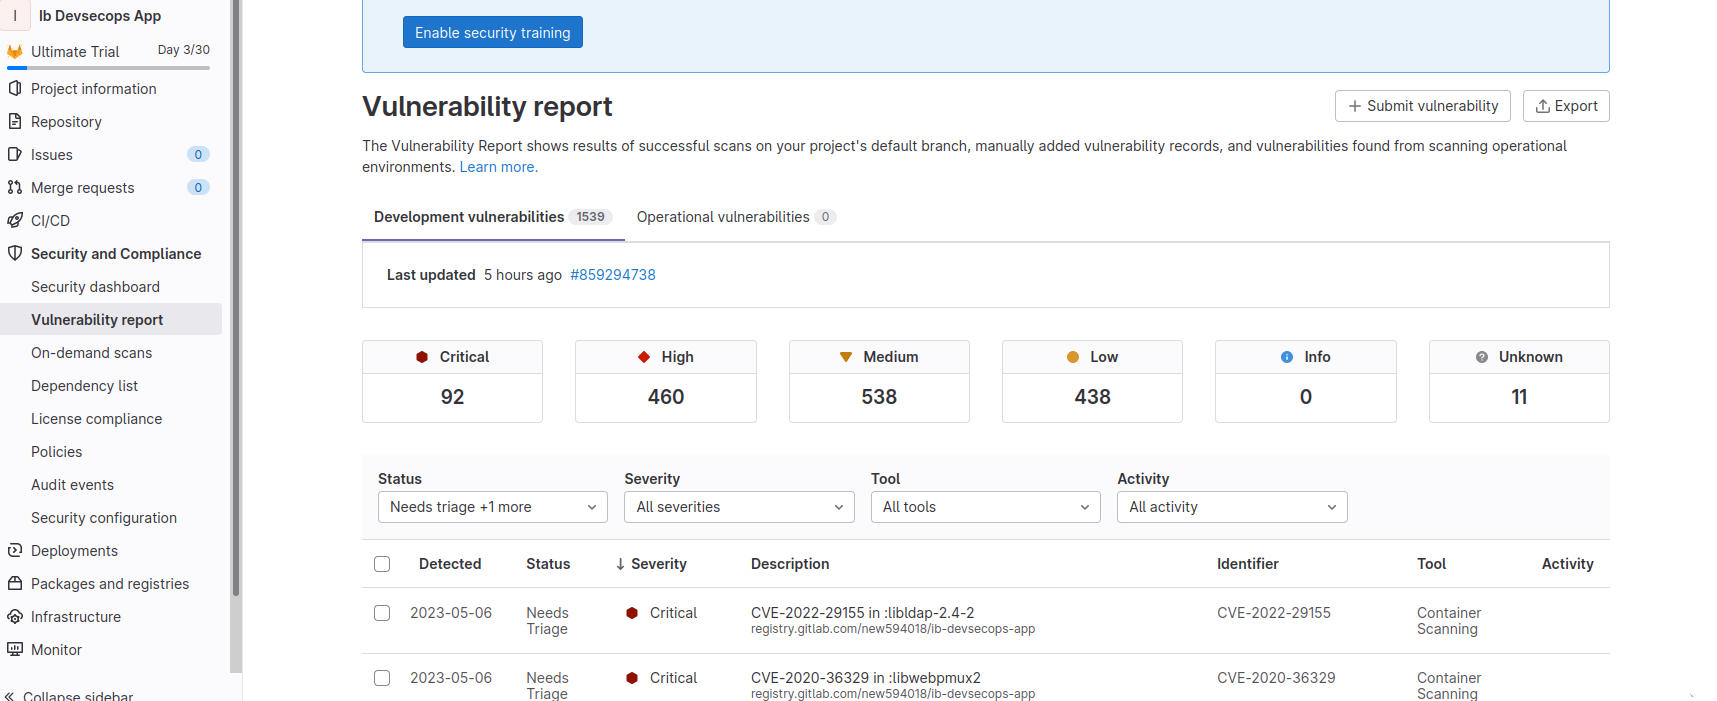 I
Ib Devsecops App
Ultimate Trial Day 3/30
Project information
Repository
Issues 0
Merge requests 0
CI/CD
Security and Compliance
Security dashboard
Vulnerability report
On-demand scans
Dependency list
License compliance
Policies
Audit events
Security configuration
Deployments
Packages and registries
Infrastructure
Monitor
Collapse sidebar
Enable security training
Vulnerability report
Submit vulnerability
Export
The Vulnerability Report shows results of successful scans on your project's default branch, manually added vulnerability records, and vulnerabilities found from scanning operational
environments. Learn more.
Development vulnerabilities 1539 Operational vulnerabilities 0
Last updated 5 hours ago #859294738
Critical High Medium Low Info Unknown
92 460 538 438 0 11
Status Severity Tool Activity
Needs triage +1 more All severities All tools All activity
Detected Status Severity Description Identifier Tool Activity
2023-05-06 Needs Critical CVE-2022-29155 in :libldap-2.4-2 CVE-2022-29155 Container
Triage registry.gitlab.com/new594018/ib-devsecops-app Scanning
2023-05-06 Needs Critical CVE-2020-36329 in :libwebpmux2 CVE-2020-36329 Container
Triage registry.gitlab.com/new594018/ib-devsecops-app Scanning